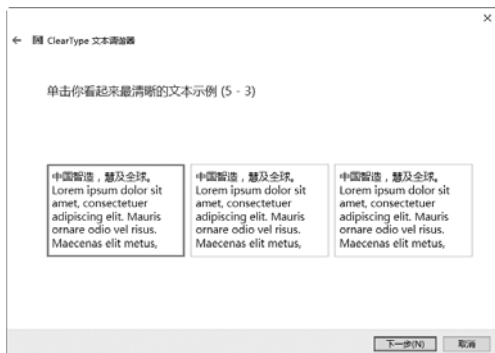 ×
← ClearType 文本调谐器
单击你看起来最清晰的文本示例 (5 - 3)
中国智造，慧及全球。
Lorem ipsum dolor sit
amet, consectetuer
adipiscing elit. Mauris
ornare odio vel risus.
Maecenas elit metus,
中国智造，慧及全球。
Lorem ipsum dolor sit
amet, consectetuer
adipiscing elit. Mauris
ornare odio vel risus.
Maecenas elit metus,
中国智造，慧及全球。
Lorem ipsum dolor sit
amet, consectetuer
adipiscing elit. Mauris
ornare odio vel risus.
Maecenas elit metus,
下一步(N) 取消